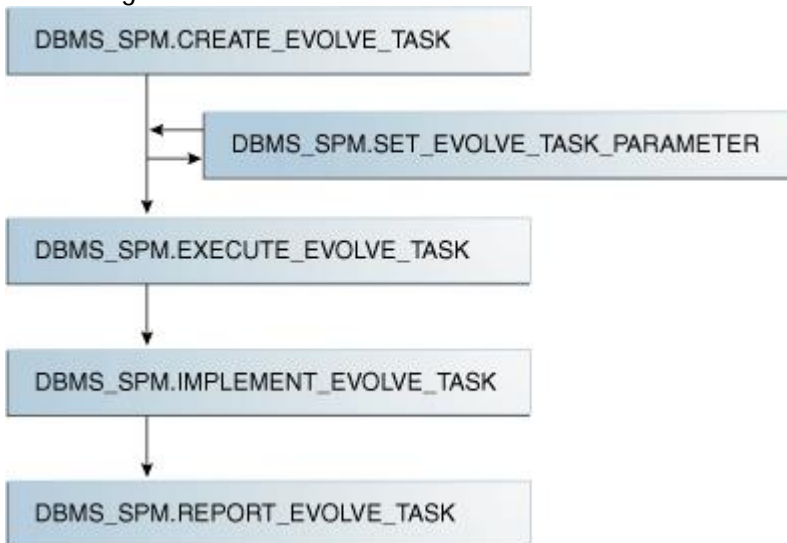 DBMS_SPM.CREATE_EVOLVE_TASK
DBMS_SPM.SET_EVOLVE_TASK_PARAMETER
DBMS_SPM.EXECUTE_EVOLVE_TASK
DBMS_SPM.IMPLEMENT_EVOLVE_TASK
DBMS_SPM.REPORT_EVOLVE_TASK